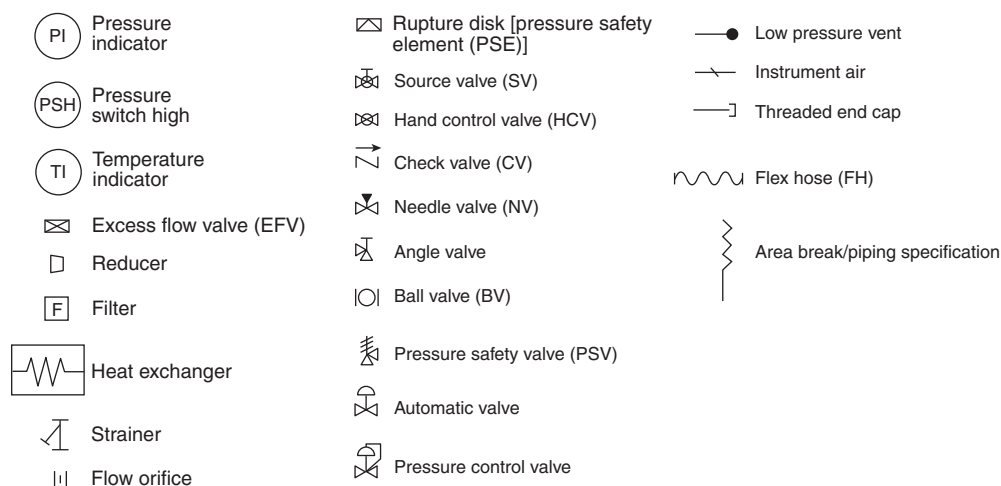 PI
Pressure
indicator
PSH
Pressure
switch high
TI
Temperature
indicator
Excess flow valve (EFV)
Reducer
F
Filter
Heat exchanger
Strainer
Flow orifice
Rupture disk [pressure safety
element (PSE)]
Source valve (SV)
Hand control valve (HCV)
Check valve (CV)
Needle valve (NV)
Angle valve
Ball valve (BV)
Pressure safety valve (PSV)
Automatic valve
Pressure control valve
Low pressure vent
Instrument air
Threaded end cap
Flex hose (FH)
Area break/piping specification